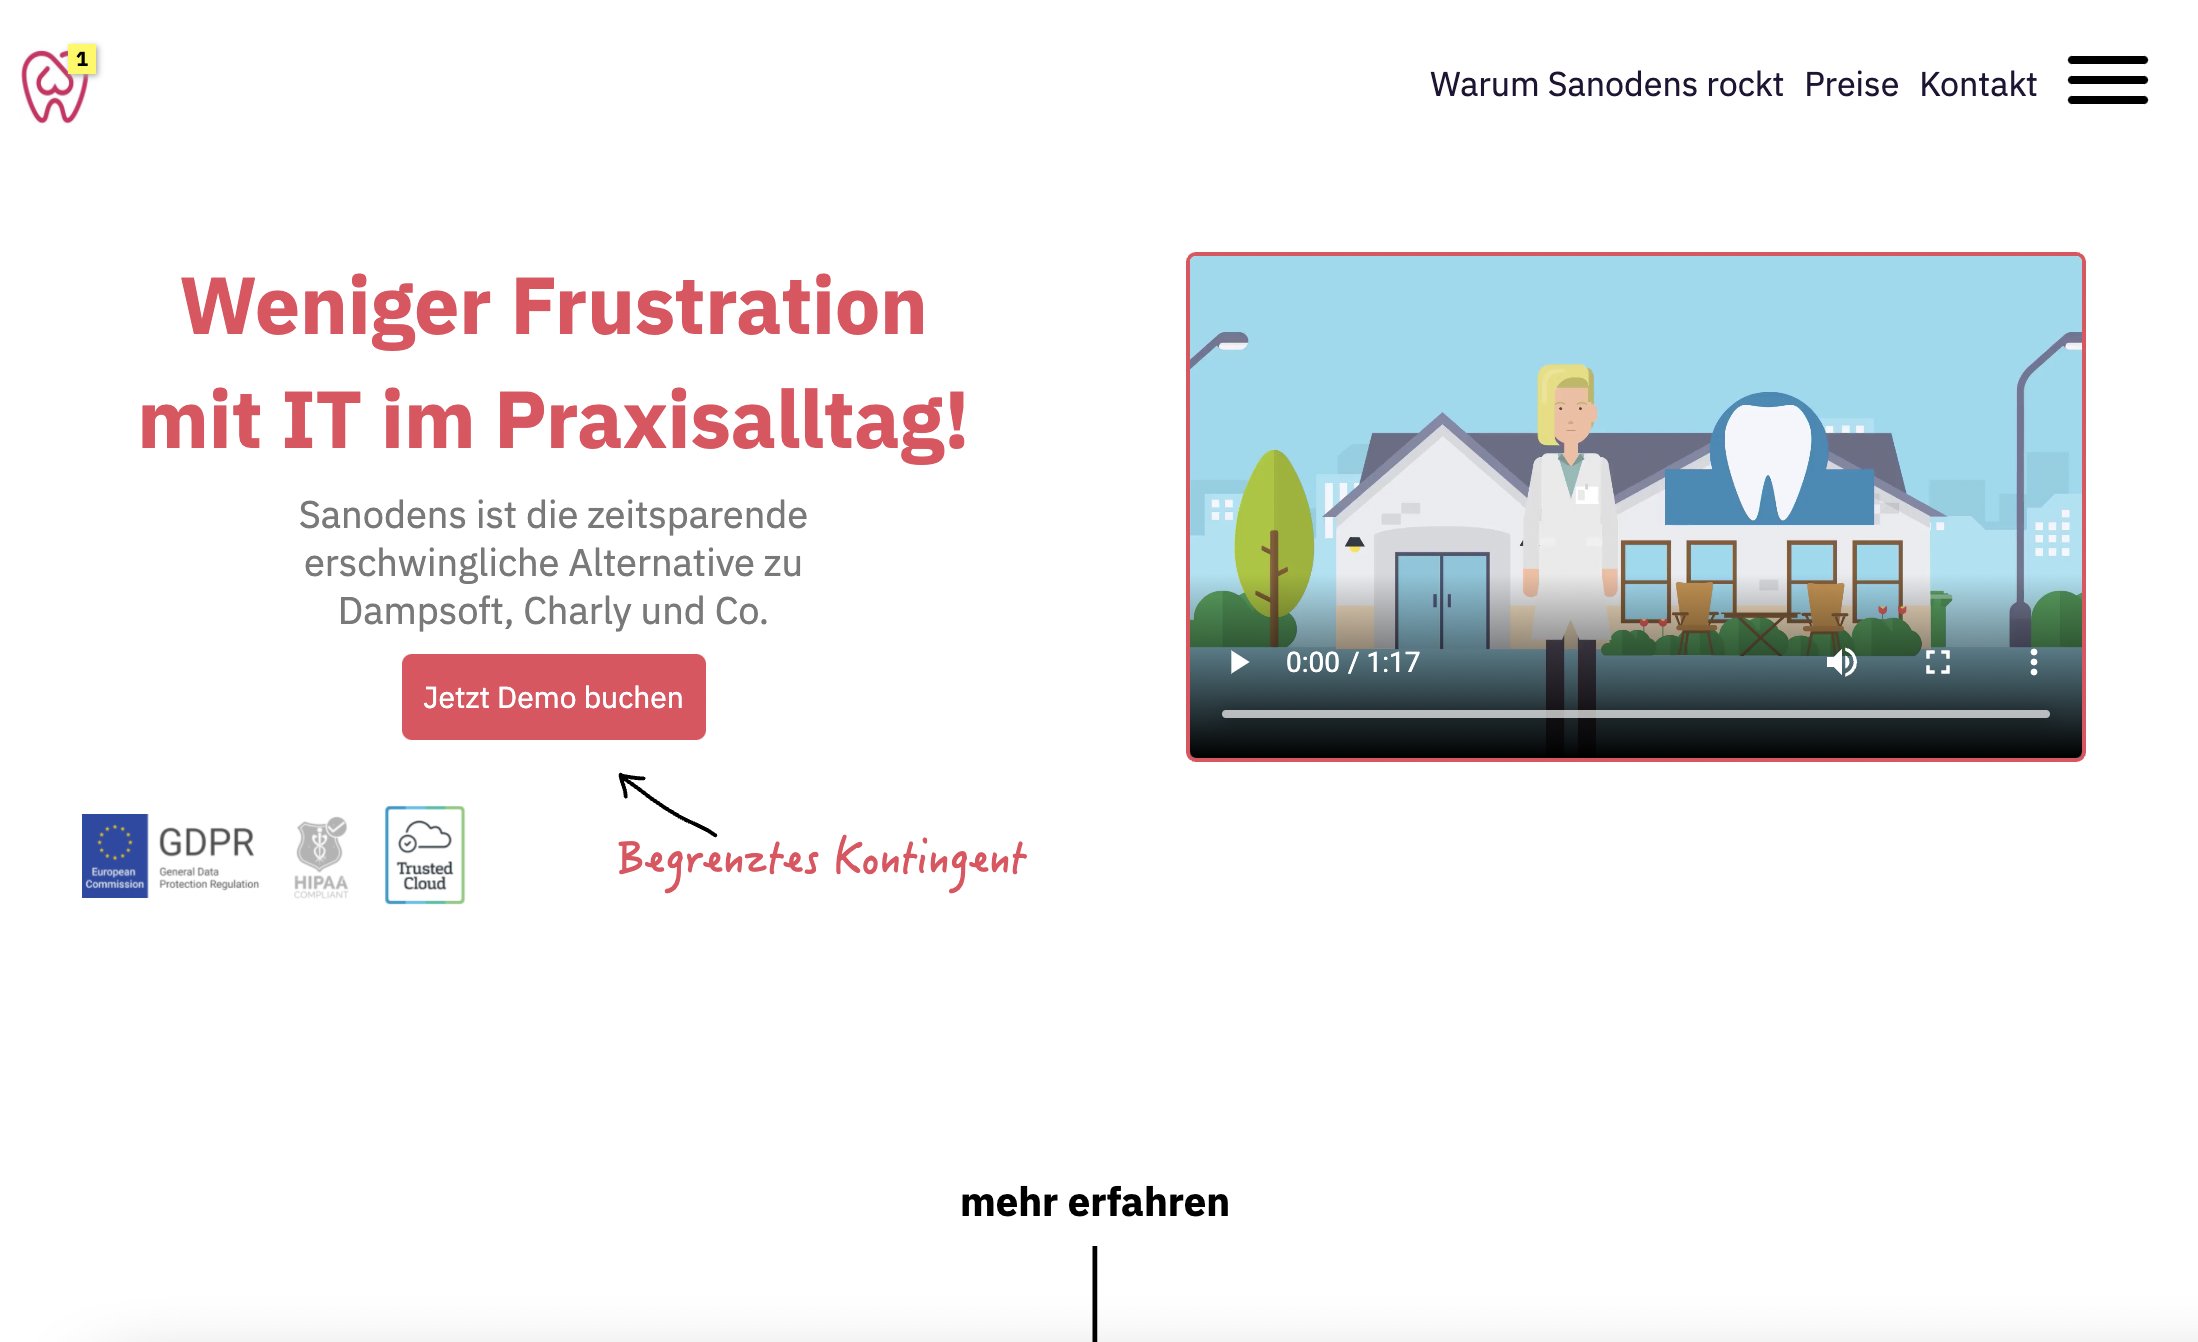 1
Warum Sanodens rockt Preise Kontakt
Weniger Frustration
mit IT im Praxisalltag!
Sanodens ist die zeitsparende
erschwingliche Alternative zu
Dampsoft, Charly und Co.
Jetzt Demo buchen
Begrenztes Kontingent
European
Commission
GDPR
General Data
Protection Regulation
HIPAA
COMPLIANT
Trusted
Cloud
0:00 / 1:17
mehr erfahren